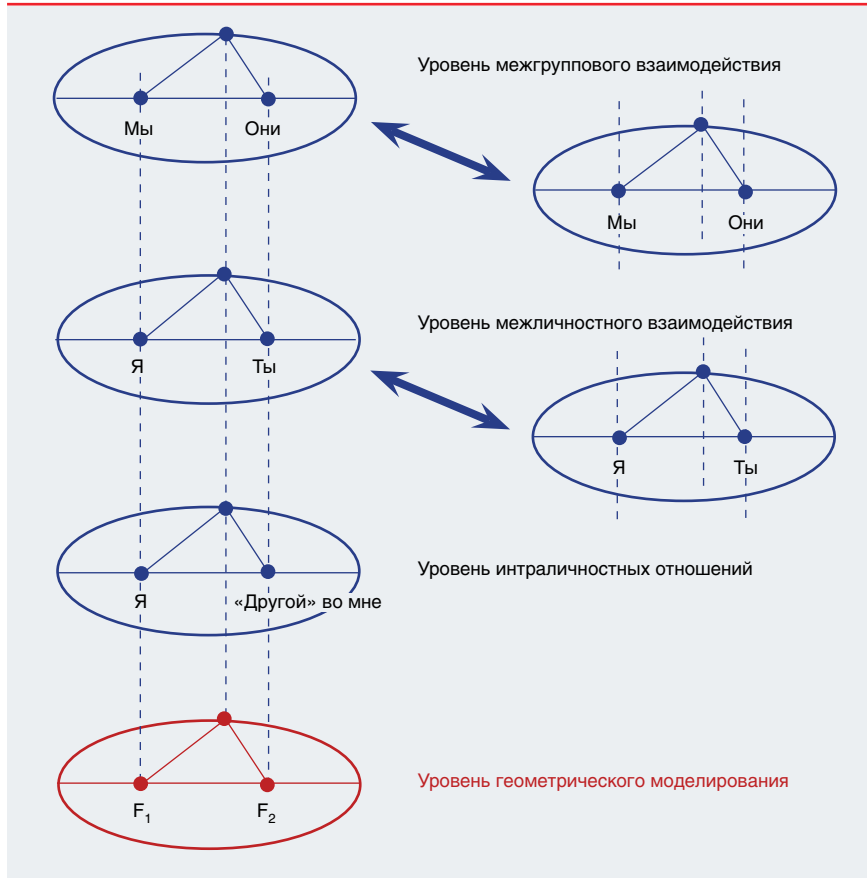 Уровень межгруппового взаимодействия
Мы Они
Мы Они
Уровень межличностного взаимодействия
Я Ты
Я Ты
Уровень интраличностных отношений
Я «Другой» во мне
Уровень геометрического моделирования
F₁ F₂